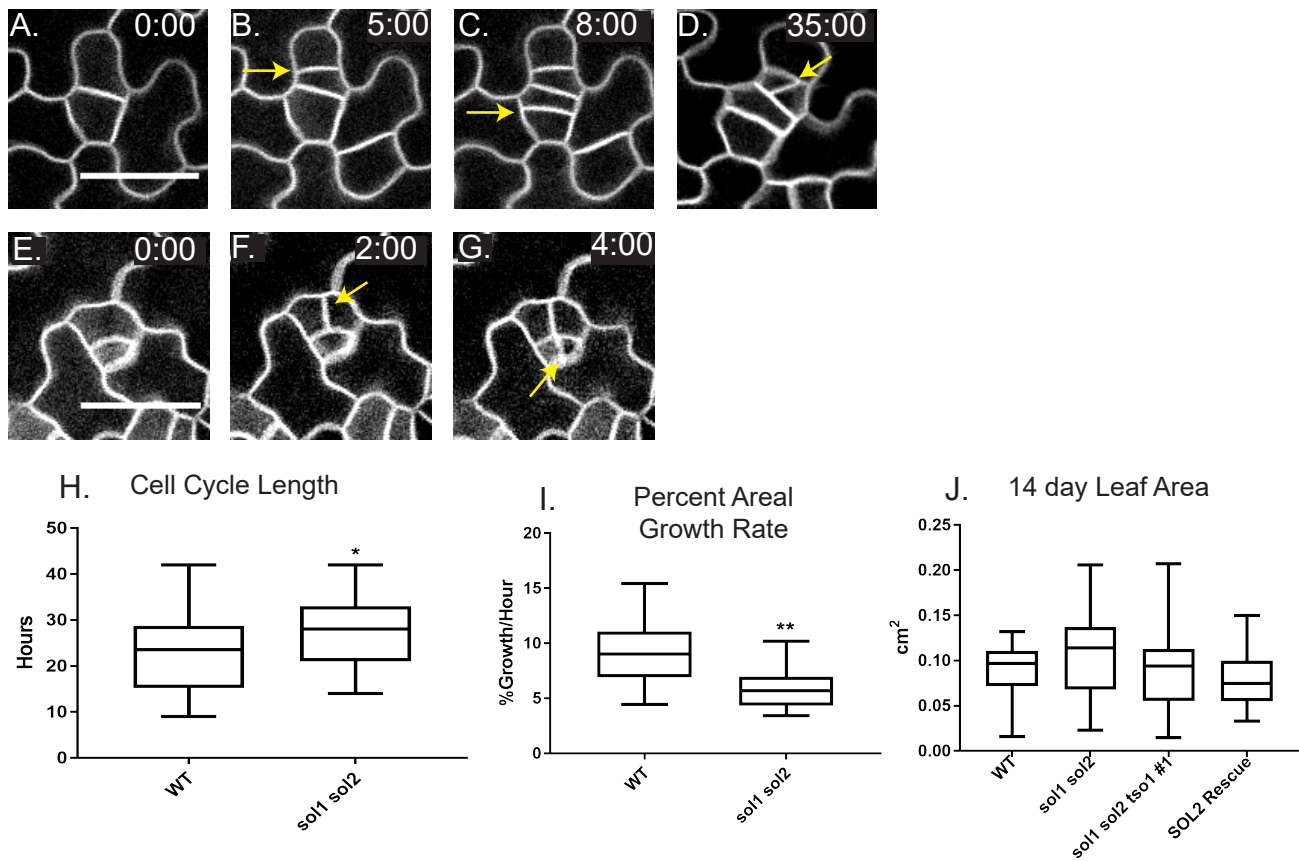 A. 0:00
B. 5:00
C. 8:00
D. 35:00
E. 0:00
F. 2:00
G. 4:00
H. Cell Cycle Length
50
40
30
20
10
0
Hours
*
WT
sol1 sol2
I. Percent Areal
Growth Rate
20
15
10
5
0
%Growth/Hour
**
WT
sol1 sol2
J. 14 day Leaf Area
0.25
0.20
0.15
0.10
0.05
0.00
cm²
WT
sol1 sol2
sol1 sol2 tso1 #1
SOL2 Rescue